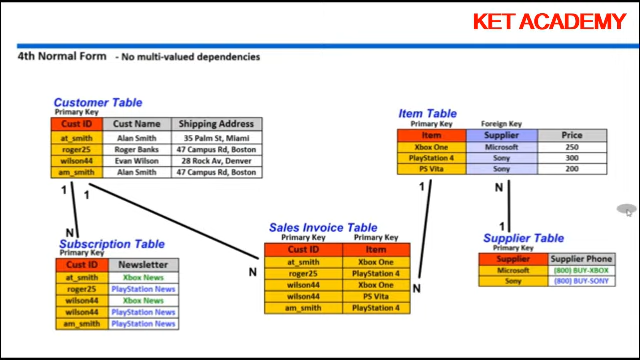 KET ACADEMY
4th Normal Form - No multi-valued dependencies
Customer Table
Primary Key
Cust ID Cust Name Shipping Address
at_smith Alan Smith 35 Palm St, Miami
roger25 Roger Banks 47 Campus Rd, Boston
wilson44 Evan Wilson 28 Rock Av, Denver
am_smith Alan Smith 47 Campus Rd, Boston
1 1
N
Item Table
Primary Key Foreign Key
Item Supplier Price
Xbox One Microsoft 250
PlayStation 4 Sony 300
PS Vita Sony 200
1 N
1
Subscription Table
Primary Key
Cust ID Newsletter
at_smith Xbox News
roger25 PlayStation News
wilson44 Xbox News
wilson44 PlayStation News
am_smith PlayStation News
Sales Invoice Table
Primary Key Primary Key
Cust ID Item
at_smith Xbox One
roger25 PlayStation 4
wilson44 Xbox One
wilson44 PS Vita
am_smith PlayStation 4
N N
Supplier Table
Primary Key
Supplier Supplier Phone
Microsoft (800) BUY-XBOX
Sony (800) BUY-SONY